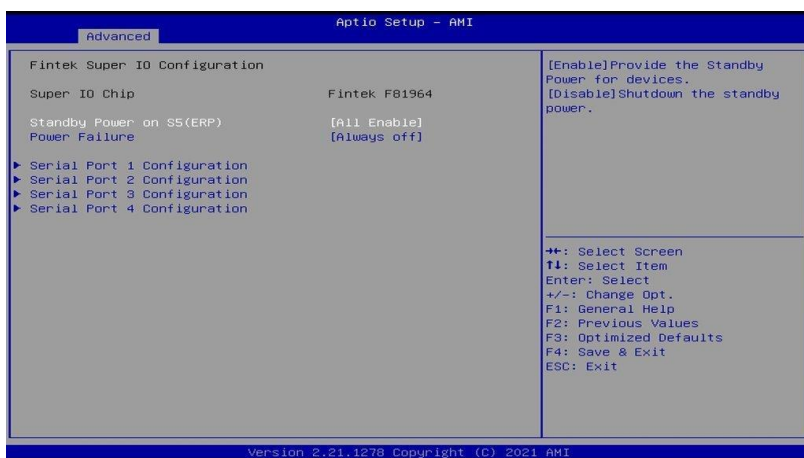 Aptio Setup – AMI
Advanced
Fintek Super IO Configuration
Super IO Chip Fintek F81964
Standby Power on S5(ERP) [All Enable]
Power Failure [Always off]
Serial Port 1 Configuration
Serial Port 2 Configuration
Serial Port 3 Configuration
Serial Port 4 Configuration
[Enable]Provide the Standby
Power for devices.
[Disable]Shutdown the standby
power.
→←: Select Screen
↑↓: Select Item
Enter: Select
+/-: Change Opt.
F1: General Help
F2: Previous Values
F3: Optimized Defaults
F4: Save & Exit
ESC: Exit
Version 2.21.1278 Copyright (C) 2021 AMI